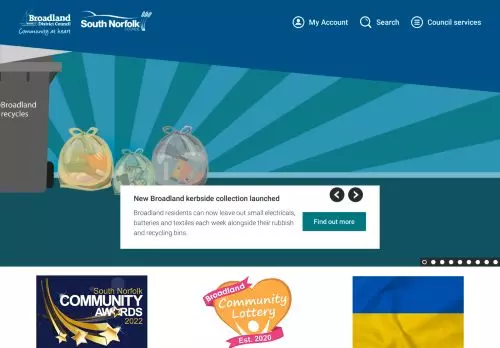 Broadland
District Council
Community at heart
South Norfolk
COUNCIL
My Account
Search
Council services
Broadland
recycles
New Broadland kerbside collection launched
Broadland residents can now leave out small electricals,
batteries and textiles each week alongside their rubbish
and recycling bins.
Find out more
South Norfolk
COMMUNITY
AWARDS
2022
Broadland
Community
Lottery
Est. 2020